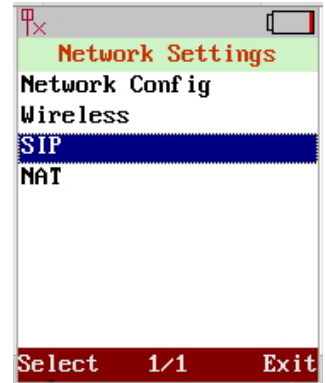 Network Settings
Network Config
Wireless
SIP
NAT
Select 1/1 Exit